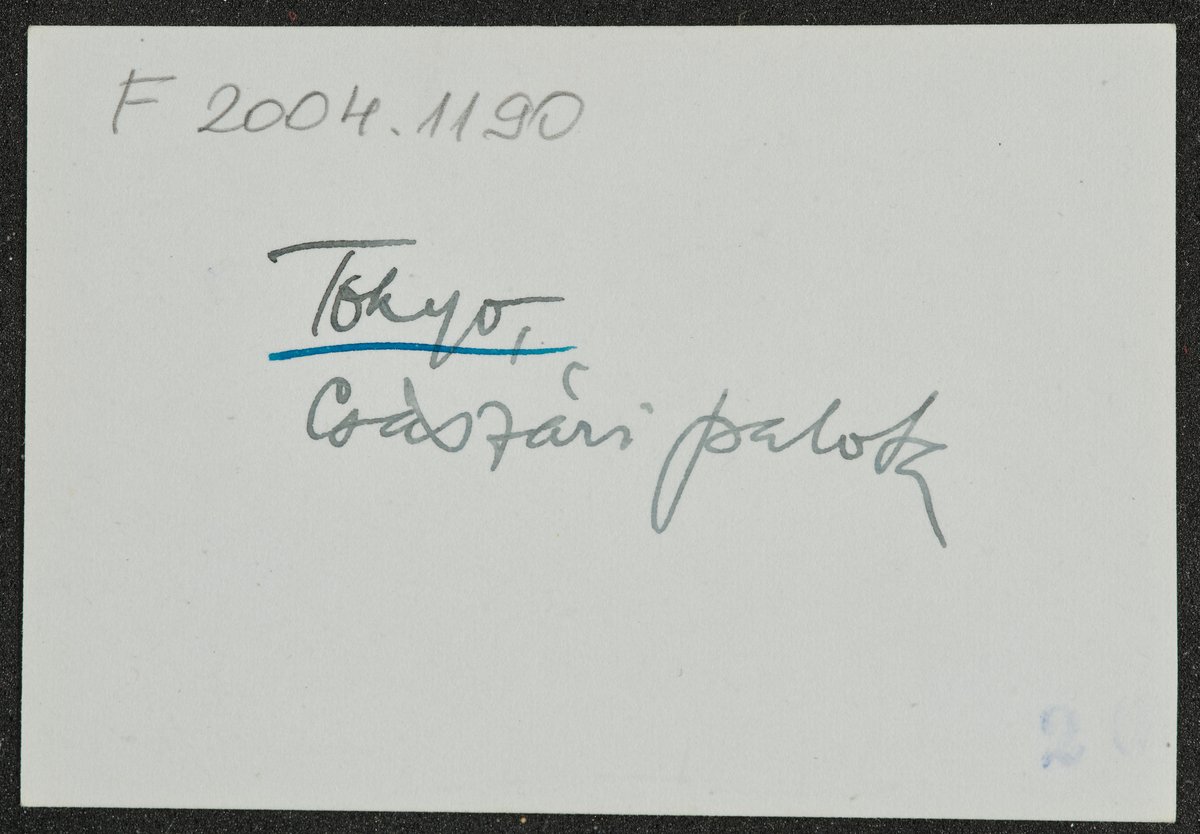 F 2004.1190
Tokyo,
Császári palota